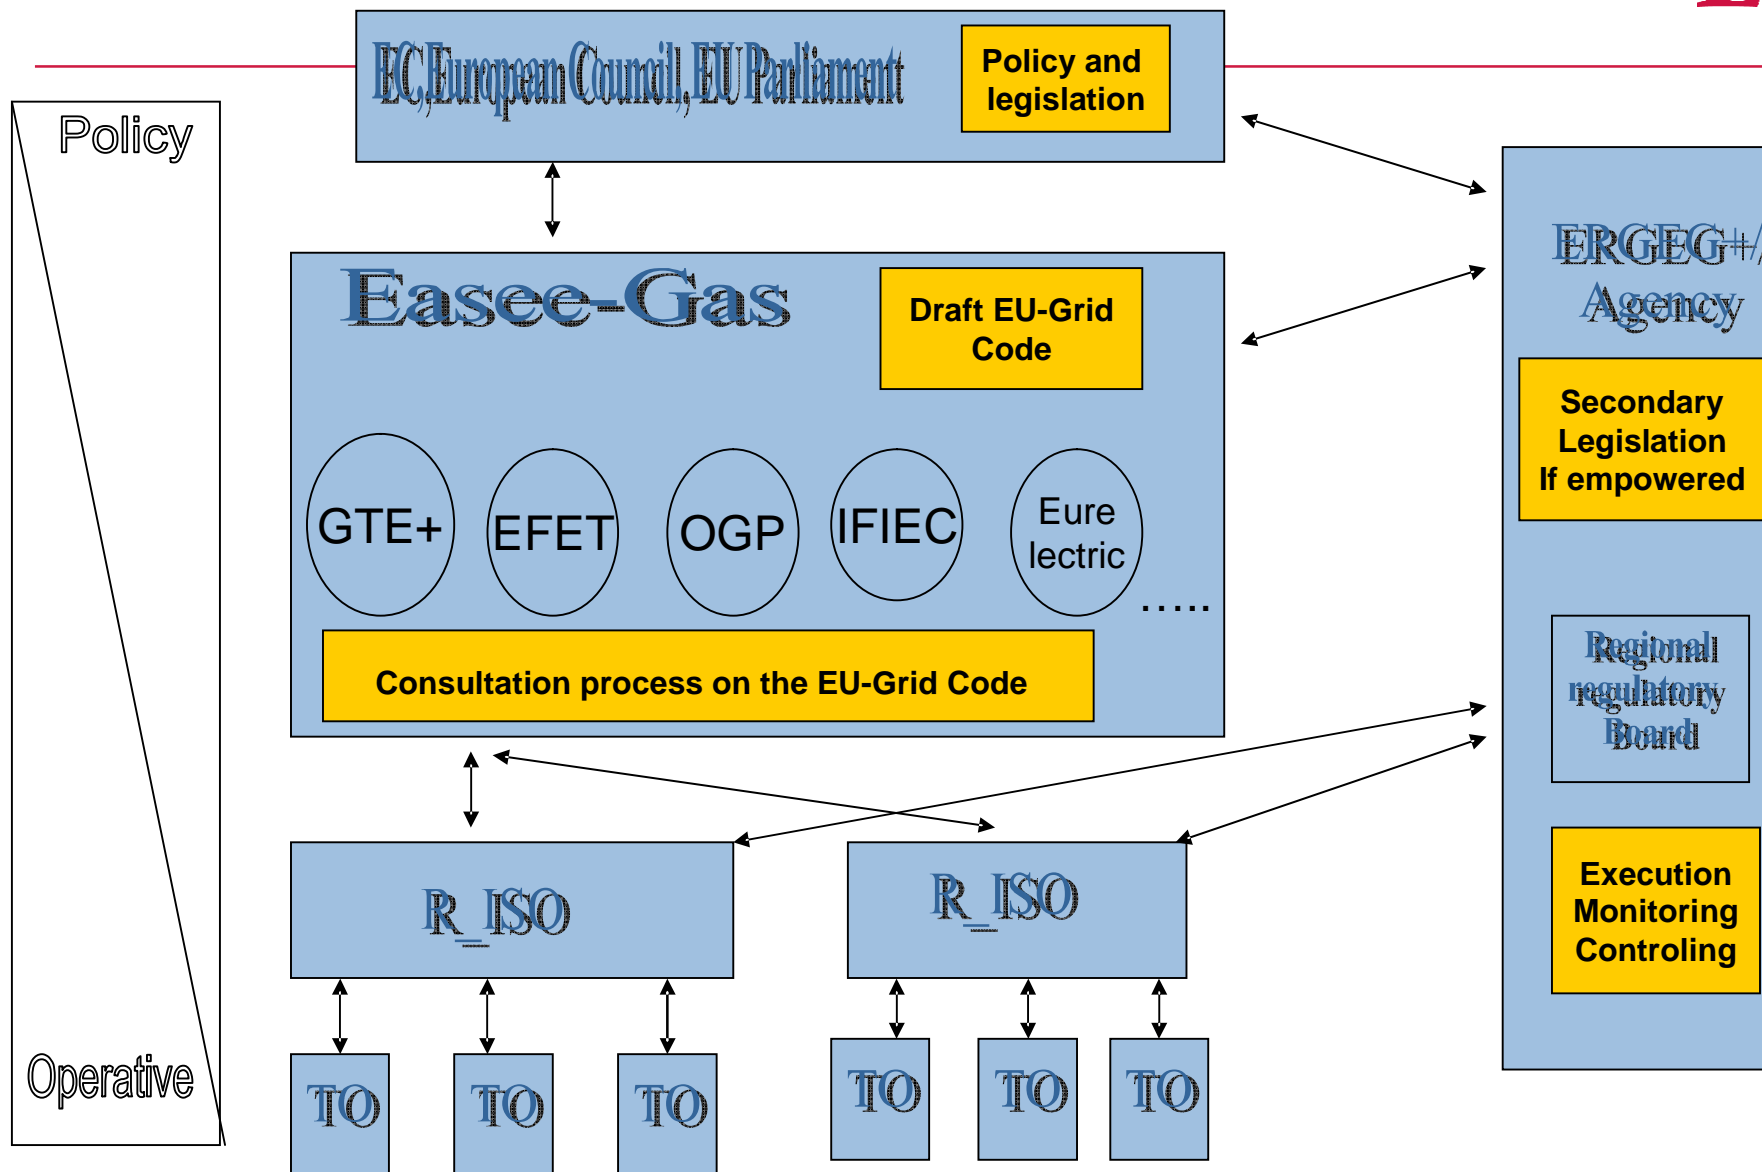 EC,European Council, EU Parliament
Policy and
legislation
Policy
ERGEG+/
Agency
Easee-Gas
Draft EU-Grid
Code
Secondary
Legislation
If empowered
GTE+
EFET
OGP
IFIEC
Eure
lectric
.....
Regional
regulatory
Board
Consultation process on the EU-Grid Code
R_ISO
R_ISO
Execution
Monitoring
Controling
Operative
TO
TO
TO
TO
TO
TO